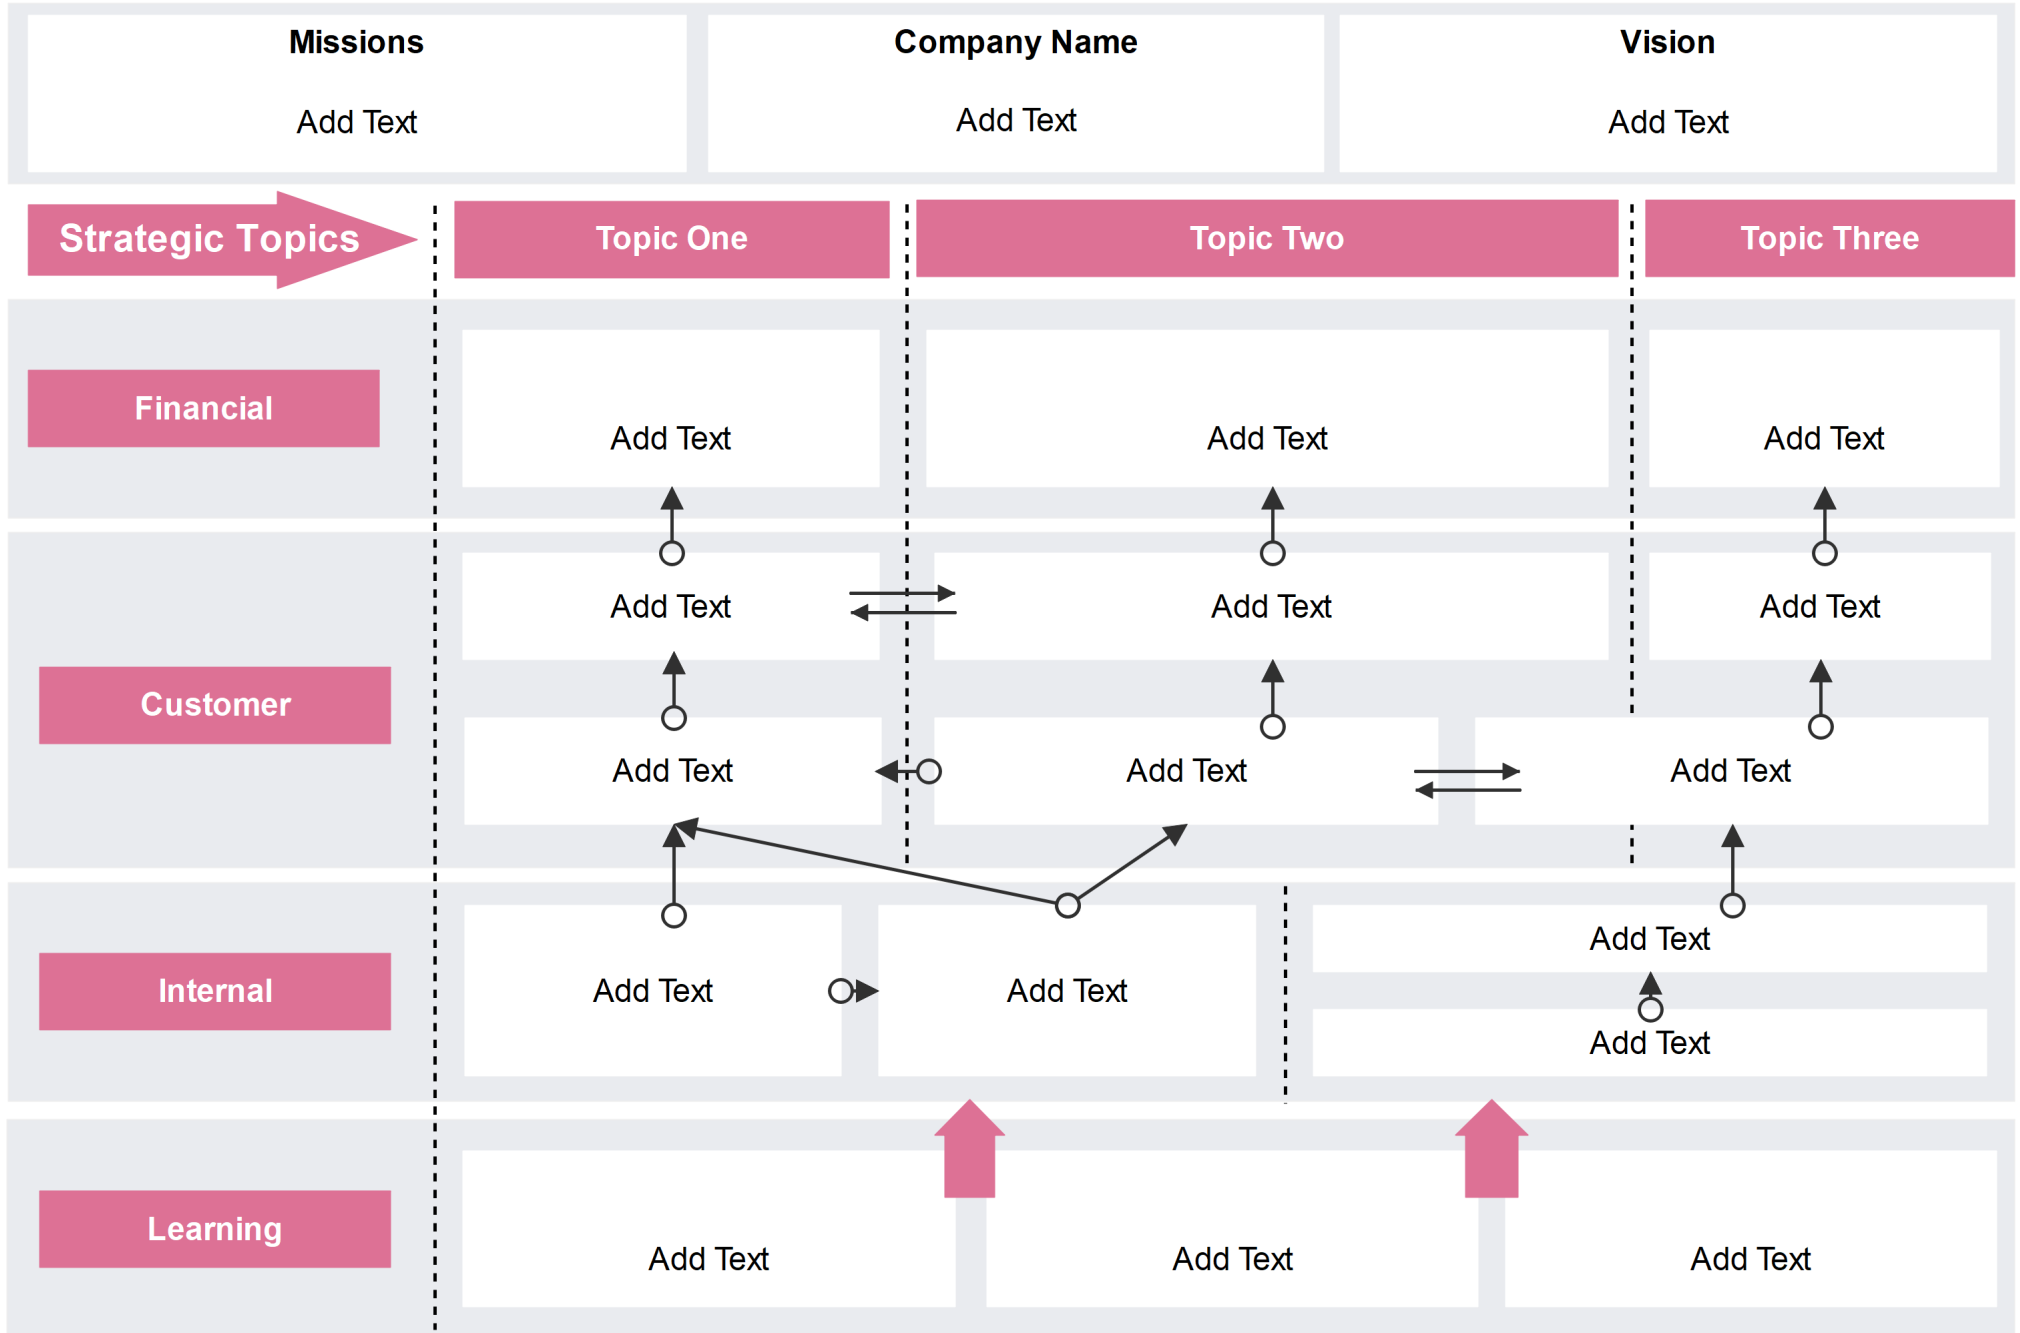 Missions
Company Name
Vision
Add Text
Add Text
Add Text
Strategic Topics
Topic One
Topic Two
Topic Three
Financial
Add Text
Add Text
Add Text
Customer
Add Text
Add Text
Add Text
Add Text
Add Text
Add Text
Internal
Add Text
Add Text
Add Text
Add Text
Learning
Add Text
Add Text
Add Text